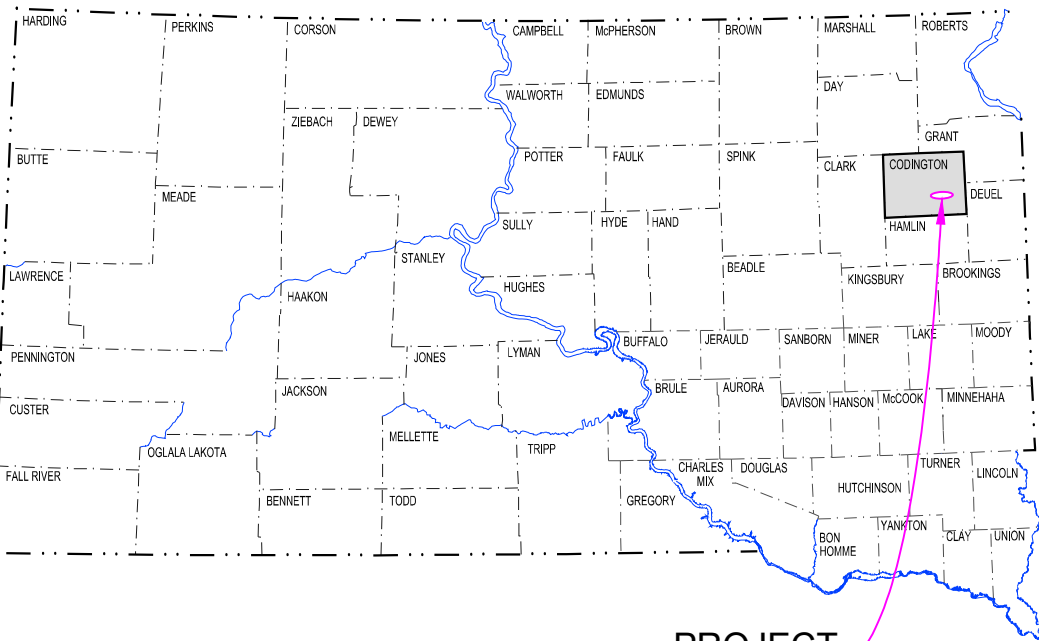 HARDING
PERKINS
CORSON
CAMPBELL
McPHERSON
BROWN
MARSHALL
ROBERTS
WALWORTH
EDMUNDS
DAY
ZIEBACH
DEWEY
GRANT
BUTTE
POTTER
FAULK
SPINK
CLARK
CODINGTON
MEADE
DEUEL
SULLY
HYDE
HAND
HAMLIN
STANLEY
LAWRENCE
BEADLE
KINGSBURY
BROOKINGS
HAAKON
HUGHES
PENNINGTON
JONES
LYMAN
BUFFALO
JERAULD
SANBORN
MINER
LAKE
MOODY
JACKSON
BRULE
AURORA
CUSTER
DAVISON
HANSON
McCOOK
MINNEHAHA
MELLETTE
OGLALA LAKOTA
TRIPP
FALL RIVER
CHARLES
MIX
DOUGLAS
TURNER
LINCOLN
HUTCHINSON
BENNETT
TODD
GREGORY
YANKTON
BON
HOMME
CLAY
UNION
PROJECT